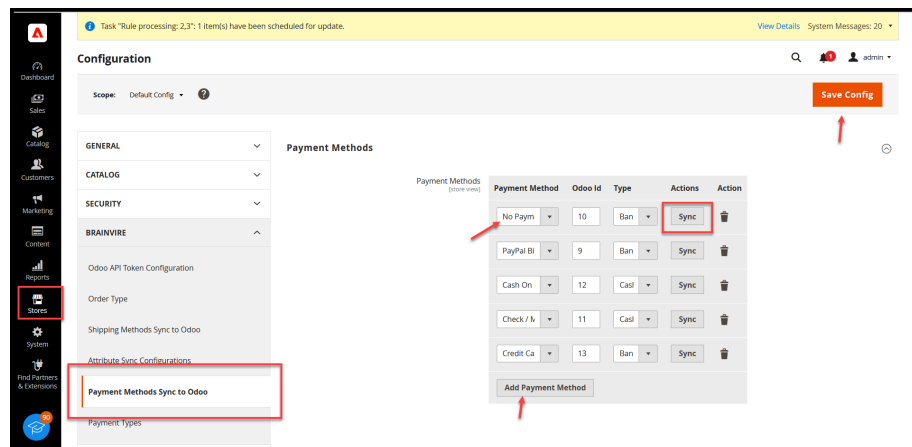 Task "Rule processing: 2,3": 1 item(s) have been scheduled for update.
View Details System Messages: 20
Configuration
1
admin
Scope: Default Config ?
Save Config
Dashboard
Sales
Catalog
Customers
Marketing
Content
Reports
Stores
System
Find Partners
& Extensions
90
GENERAL
CATALOG
SECURITY
BRAINVIRE
Odoo API Token Configuration
Order Type
Shipping Methods Sync to Odoo
Attribute Sync Configurations
Payment Methods Sync to Odoo
Payment Types
Payment Methods
Payment Methods
[store view]
Payment Method Odoo Id Type Actions Action
No Paym 10 Ban Sync
PayPal Bi 9 Ban Sync
Cash On 12 Casl Sync
Check / M 11 Casl Sync
Credit Ca 13 Ban Sync
Add Payment Method